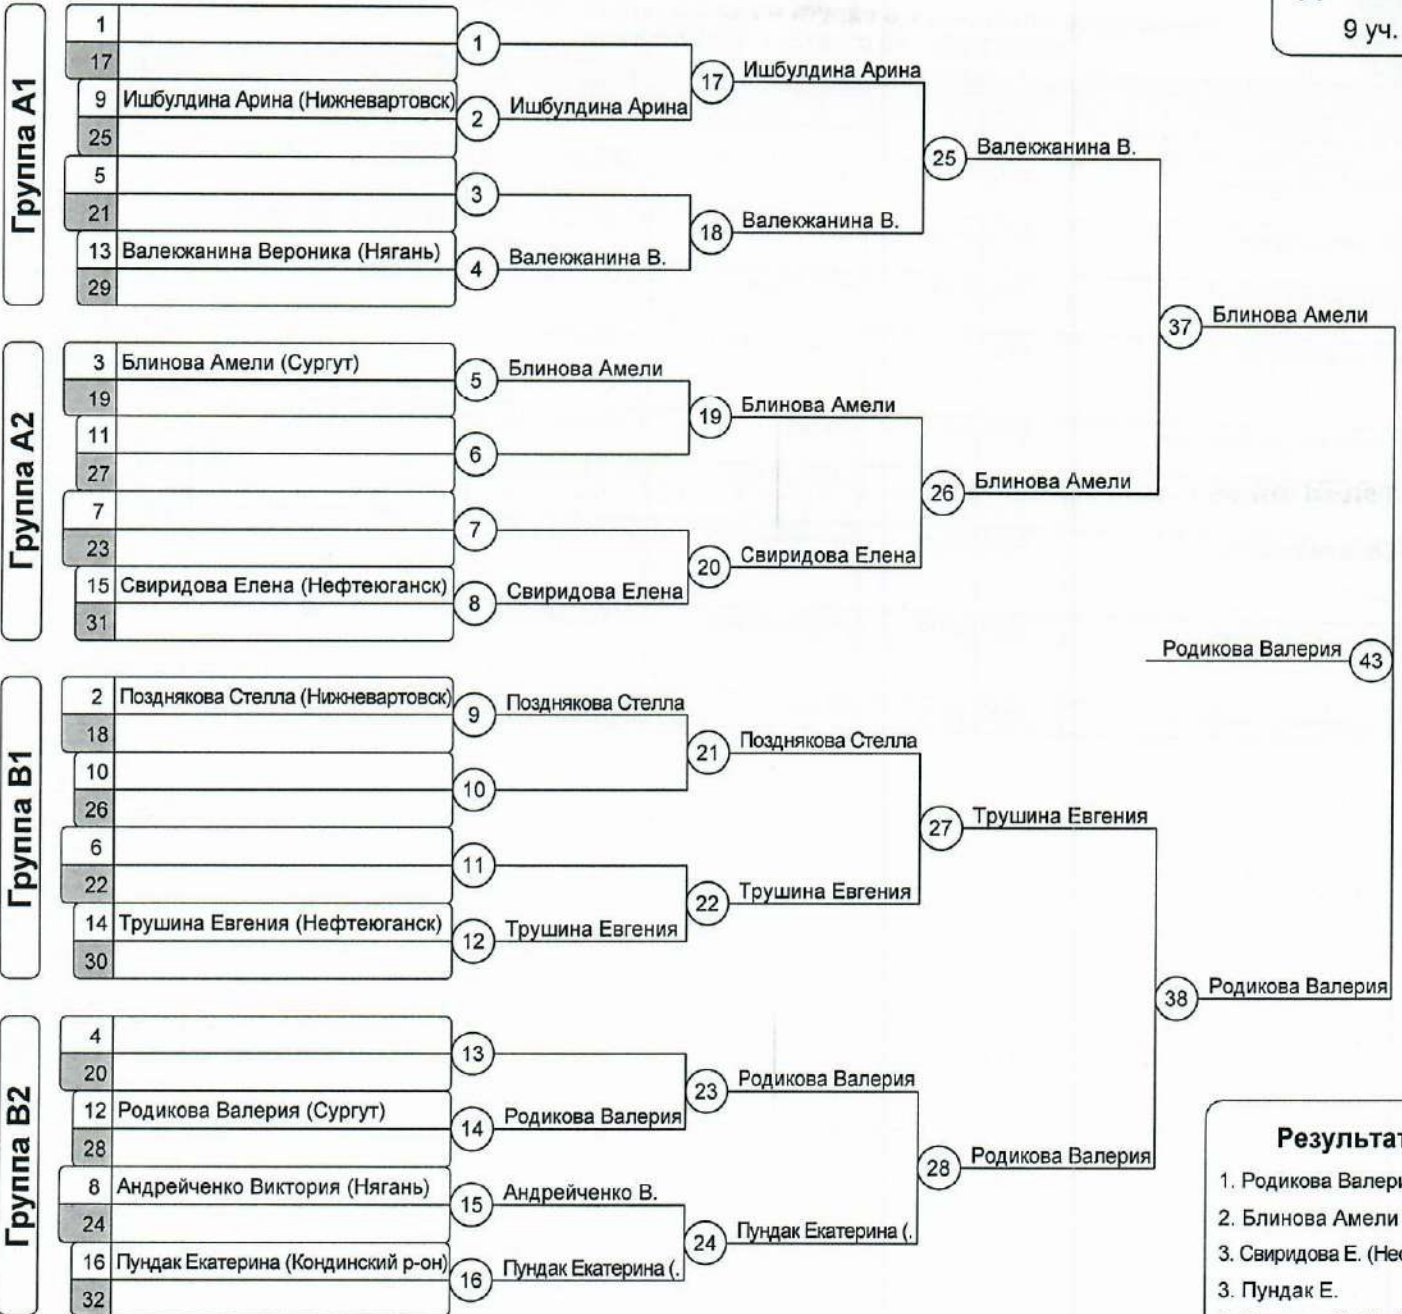 9 уч.
Группа А1
1
17
9 Ишбулдина Арина (Нижневартовск)
25
5
21
13 Валекжанина Вероника (Нягань)
29
1
2 Ишбулдина Арина
3
4 Валекжанина В.
17 Ишбулдина Арина
18 Валекжанина В.
25 Валекжанина В.
Группа А2
3 Блинова Амели (Сургут)
19
11
27
7
23
15 Свиридова Елена (Нефтеюганск)
31
5 Блинова Амели
6
7
8 Свиридова Елена
19 Блинова Амели
20 Свиридова Елена
26 Блинова Амели
37 Блинова Амели
Родикова Валерия 43
Группа В1
2 Позднякова Стелла (Нижневартовск)
18
10
26
6
22
14 Трушина Евгения (Нефтеюганск)
30
9 Позднякова Стелла
10
11
12 Трушина Евгения
21 Позднякова Стелла
22 Трушина Евгения
27 Трушина Евгения
38 Родикова Валерия
Группа В2
4
20
12 Родикова Валерия (Сургут)
28
8 Андрейченко Виктория (Нягань)
24
16 Пундак Екатерина (Кондинский р-он)
32
13
14 Родикова Валерия
15 Андрейченко В.
16 Пундак Екатерина (.
23 Родикова Валерия
24 Пундак Екатерина (.
28 Родикова Валерия
Результат
1. Родикова Валери
2. Блинова Амели
3. Свиридова Е. (Неф
3. Пундак Е.